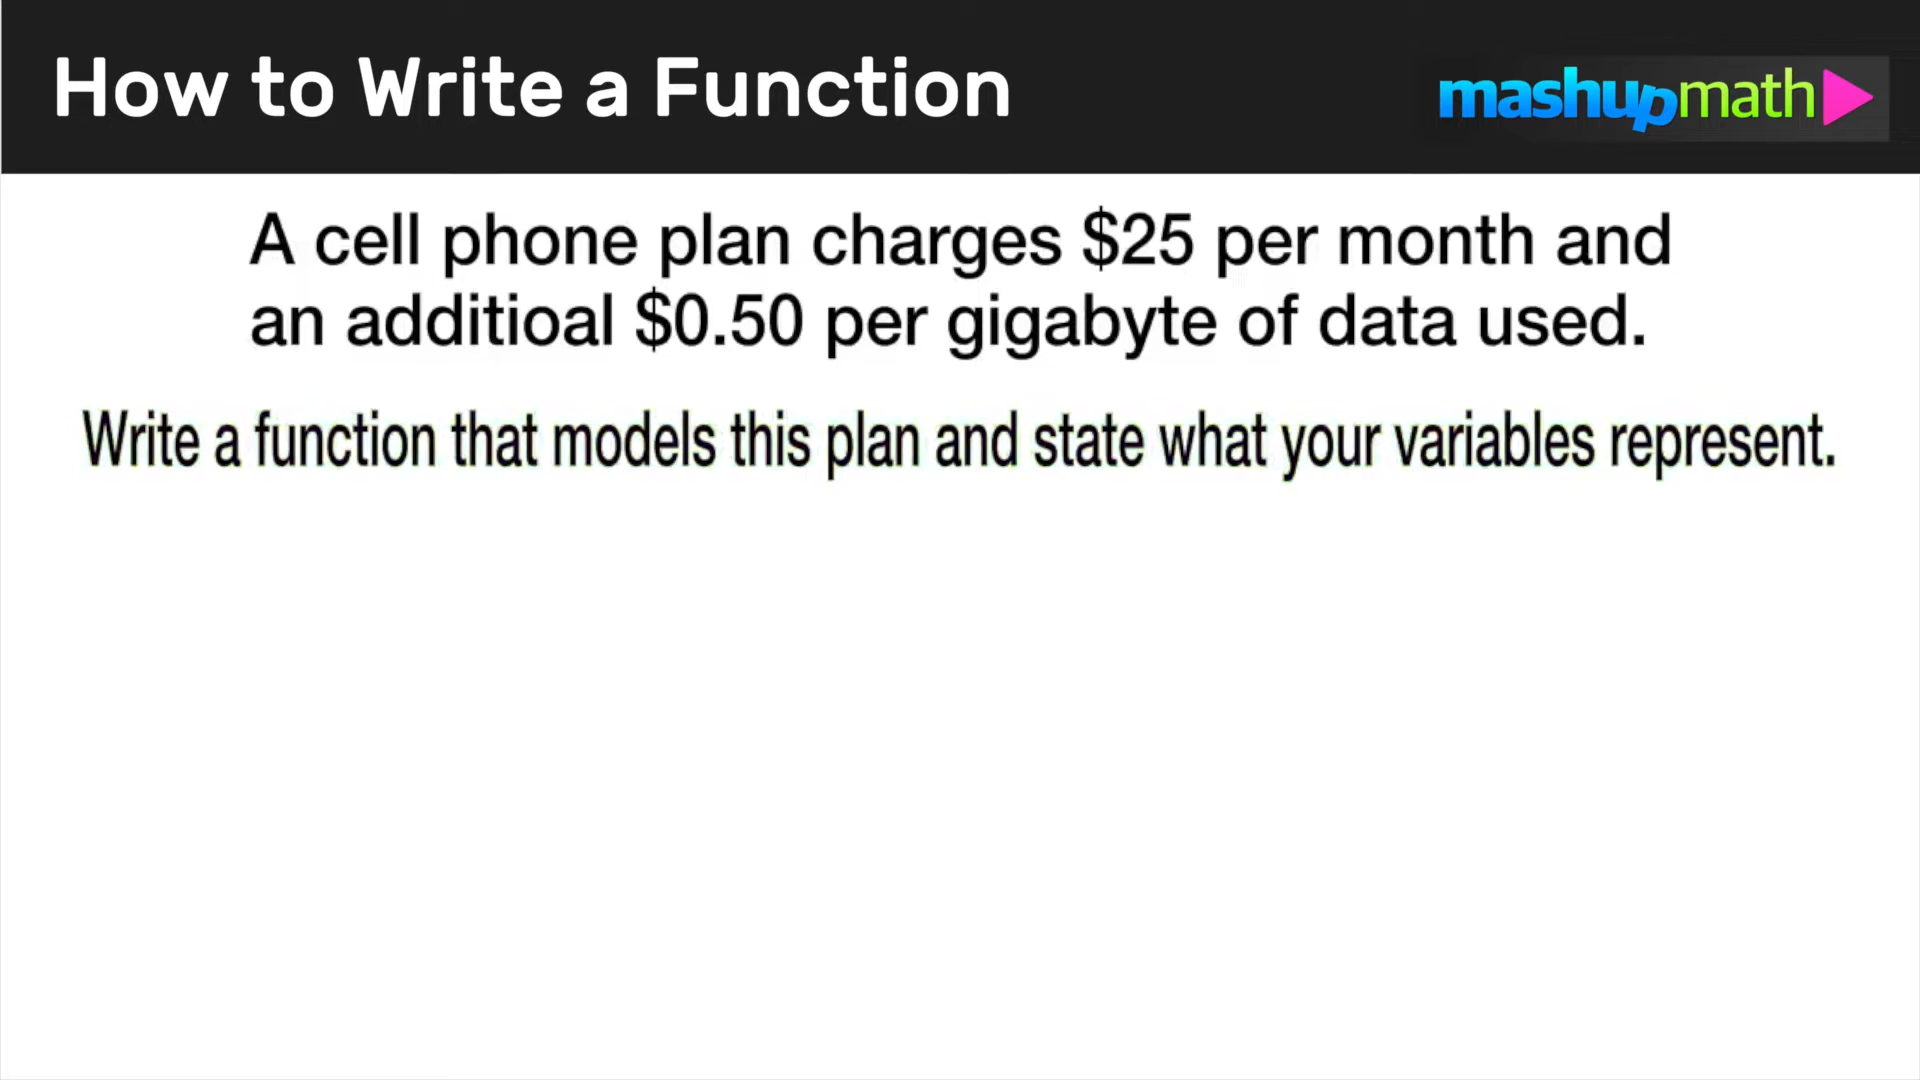 How to Write a Function
mashupmath
A cell phone plan charges $25 per month and
an additioal $0.50 per gigabyte of data used.
Write a function that models this plan and state what your variables represent.